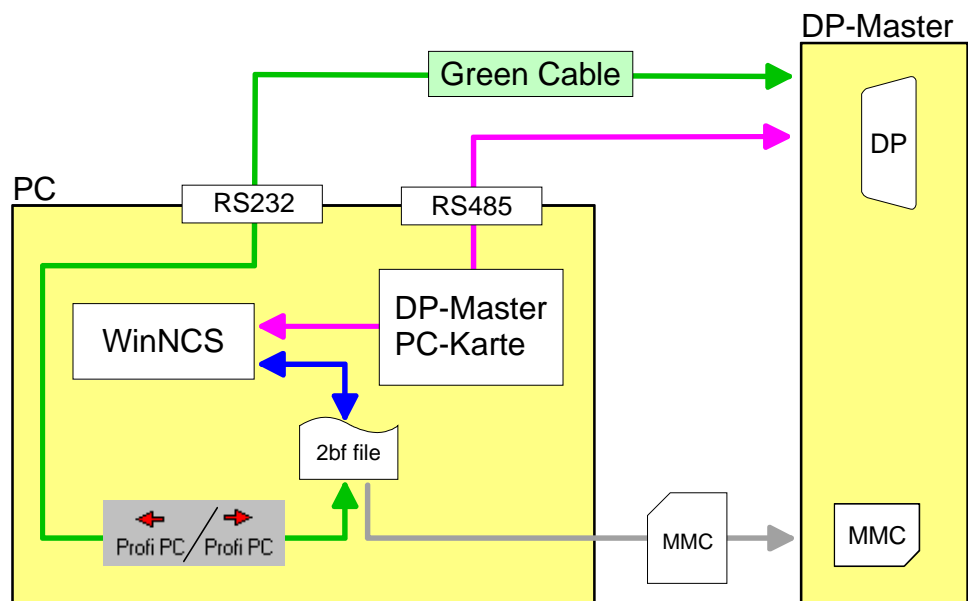 DP-Master
Green Cable
DP
PC
RS232
RS485
WinNCS
DP-Master
PC-Karte
2bf file
Profi PC
Profi PC
MMC
MMC